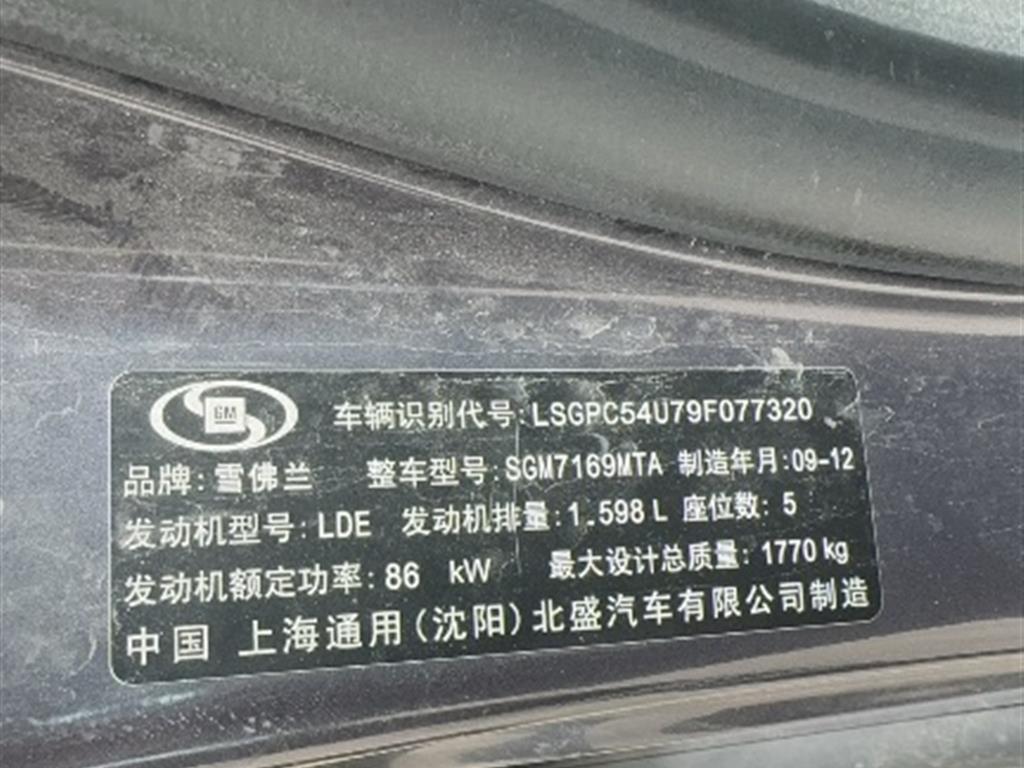 GM 车辆识别代号:LSGPC54U79F077320
品牌:雪佛兰 整车型号:SGM7169MTA 制造年月:09-12
发动机型号:LDE 发动机排量:1.598 L 座位数:5
发动机额定功率:86 kW 最大设计总质量:1770 kg
中国 上海通用(沈阳)北盛汽车有限公司制造